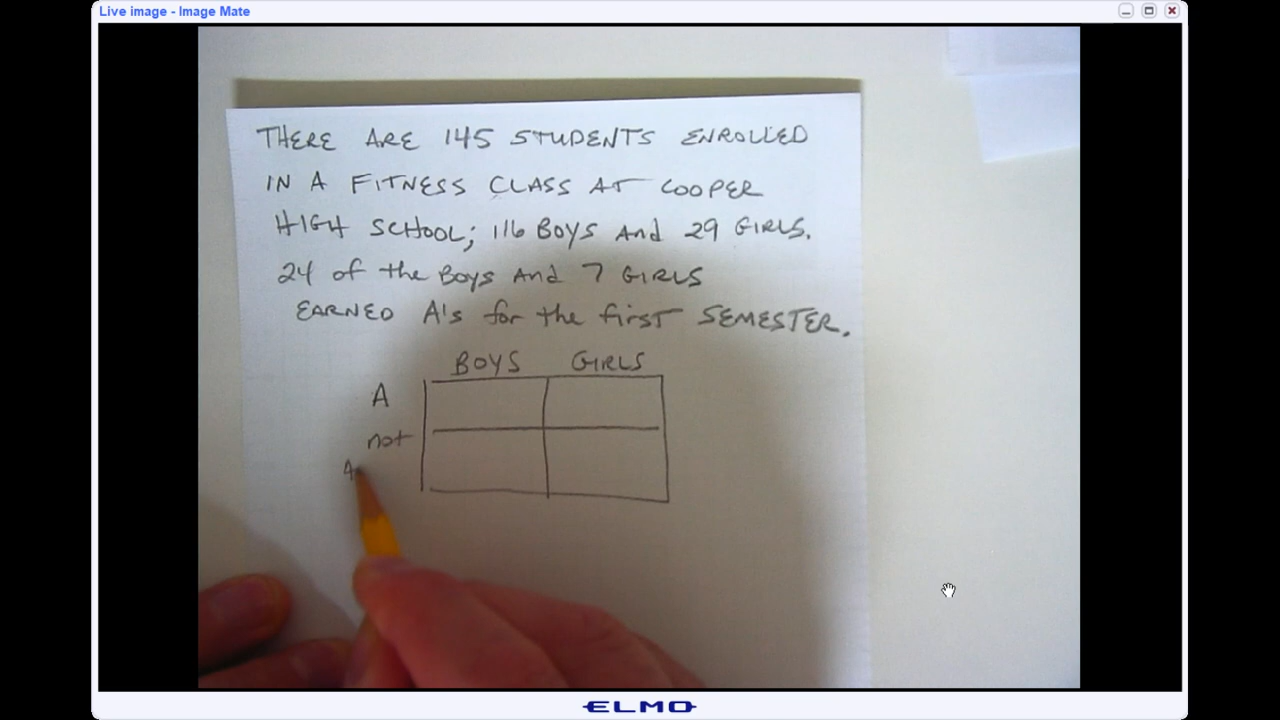 Live image - Image Mate
THERE ARE 145 STUDENTS ENROLLED
IN A FITNESS CLASS AT COOPER
HIGH SCHOOL; 116 BOYS And 29 GIRLS.
24 of the Boys And 7 GIRLS
EARNED A's for the first SEMESTER.
BOYS GIRLS
A
not
A
ELMO